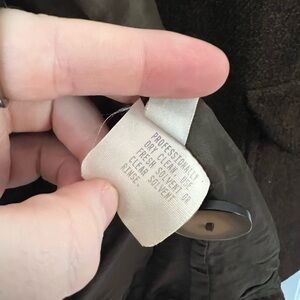 PROFESSIONALLY
DRY CLEAN. USE
FRESH SOLVENT OR
CLEAR SOLVENT
RINSE.